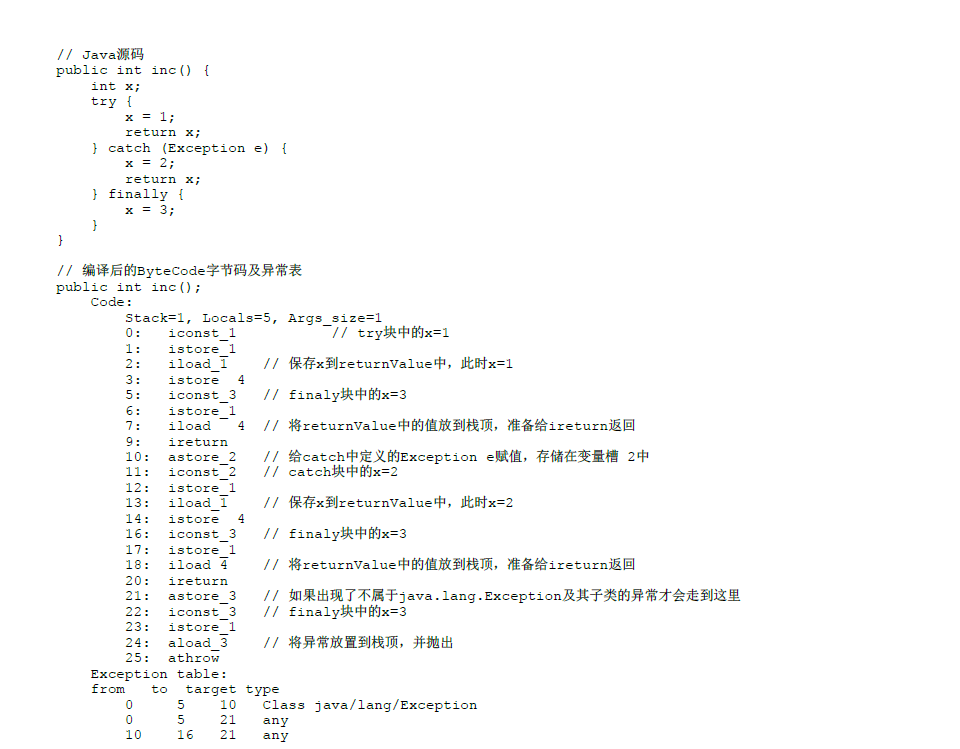 // Java源码
public int inc() {
    int x;
    try {
        x = 1;
        return x;
    } catch (Exception e) {
        x = 2;
        return x;
    } finally {
        x = 3;
    }
}
// 编译后的ByteCode字节码及异常表
public int inc();
    Code:
        Stack=1, Locals=5, Args_size=1
        0:   iconst_1           // try块中的x=1
        1:   istore_1
        2:   iload_1    // 保存x到returnValue中，此时x=1
        3:   istore  4
        5:   iconst_3   // finaly块中的x=3
        6:   istore_1
        7:   iload   4  // 将returnValue中的值放到栈顶，准备给ireturn返回
        9:   ireturn
        10:  astore_2   // 给catch中定义的Exception e赋值，存储在变量槽 2中
        11:  iconst_2   // catch块中的x=2
        12:  istore_1
        13:  iload_1    // 保存x到returnValue中，此时x=2
        14:  istore  4
        16:  iconst_3   // finaly块中的x=3
        17:  istore_1
        18:  iload 4    // 将returnValue中的值放到栈顶，准备给ireturn返回
        20:  ireturn
        21:  astore_3   // 如果出现了不属于java.lang.Exception及其子类的异常才会走到这里
        22:  iconst_3   // finaly块中的x=3
        23:  istore_1
        24:  aload_3    // 将异常放置到栈顶，并抛出
        25:  athrow
    Exception table:
    from   to  target type
        0     5    10   Class java/lang/Exception
        0     5    21   any
        10    16   21   any